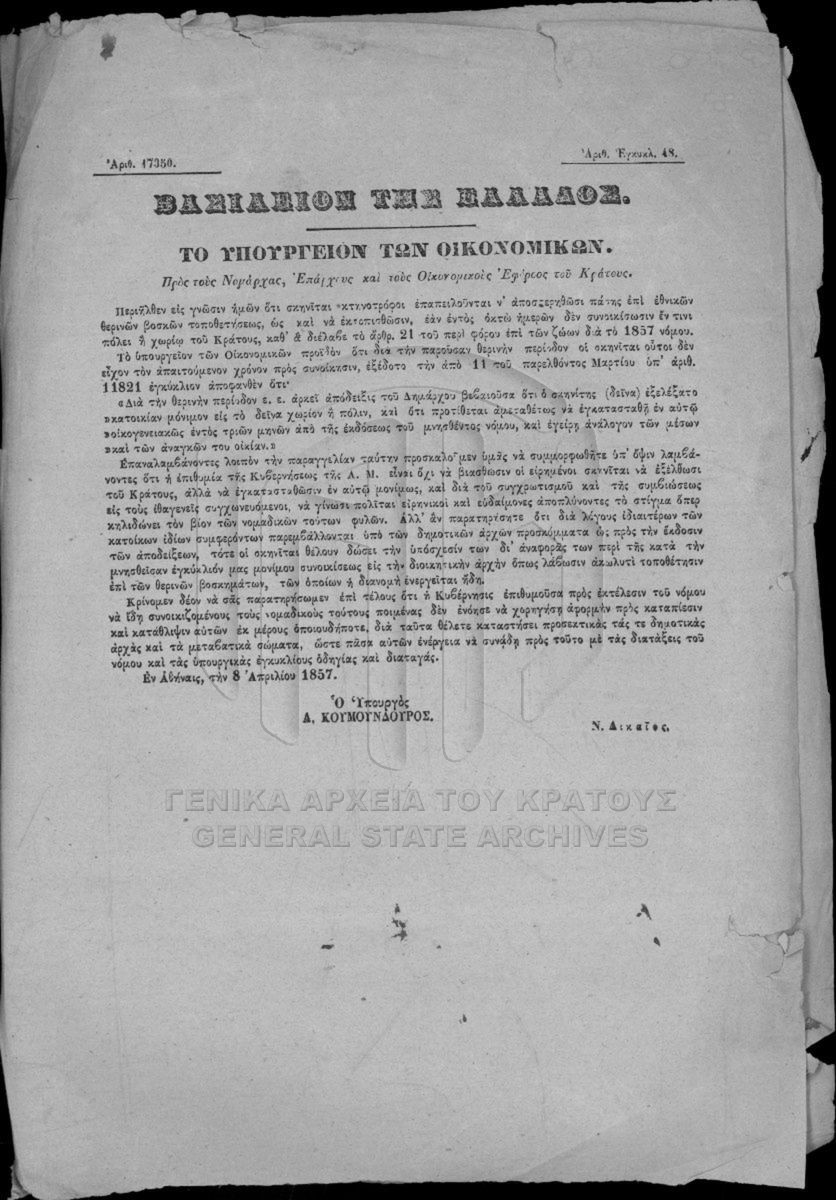 Ἀριθ. 17350.
Ἀριθ. Ἐγκυκλ. 48.
ΒΑΣΙΛΕΙΟΝ ΤΗΣ ΕΛΛΑΔΟΣ.
ΤΟ ΥΠΟΥΡΓΕΙΟΝ ΤΩΝ ΟΙΚΟΝΟΜΙΚΩΝ.
Πρὸς τοὺς Νομάρχας, Ἐπάρχους καὶ τοὺς Οἰκονομικοὺς Ἐφόρους τοῦ Κράτους.
Περιῆλθεν εἰς γνῶσιν ἡμῶν ὅτι σκηνῖται κτηνοτρόφοι ἐπαπειλοῦνται ν' ἀποστερηθῶσι πάσης ἐπὶ ἐθνικῶν
θερινῶν βοσκῶν τοποθετήσεως, ὡς καὶ νὰ ἐκτοπισθῶσιν, ἐὰν ἐντὸς ὀκτὼ ἡμερῶν δὲν συνοικίσωσιν ἔν τινι
πόλει ἢ χωρίῳ τοῦ Κράτους, καθ' ἃ διέλαβε τὸ ἄρθρ. 21 τοῦ περὶ φόρου ἐπὶ τῶν ζώων διὰ τὸ 1857 νόμου.
Τὸ ὑπουργεῖον τῶν Οἰκονομικῶν προϊδὸν ὅτι διὰ τὴν παροῦσαν θερινὴν περίοδον οἱ σκηνῖται οὗτοι δὲν
εἶχον τὸν ἀπαιτούμενον χρόνον πρὸς συνοίκησιν, ἐξέδοτο τὴν ἀπὸ 11 τοῦ παρελθόντος Μαρτίου ὑπ' ἀριθ.
11821 ἐγκύκλιον ἀποφανθὲν ὅτι·
«Διὰ τὴν θερινὴν περίοδον ε. ε. ἀρκεῖ ἀπόδειξις τοῦ Δημάρχου βεβαιοῦσα ὅτι ὁ σκηνίτης (δεῖνα) ἐξελέξατο
»κατοικίαν μόνιμον εἰς τὸ δεῖνα χωρίον ἢ πόλιν, καὶ ὅτι προτίθεται ἀμεταθέτως νὰ ἐγκατασταθῇ ἐν αὐτῷ
»οἰκογενειακῶς ἐντὸς τριῶν μηνῶν ἀπὸ τῆς ἐκδόσεως τοῦ μνησθέντος νόμου, καὶ ἐγείρῃ ἀνάλογον τῶν μέσων
»καὶ τῶν ἀναγκῶν του οἰκίαν.»
Ἐπαναλαμβάνοντες λοιπὸν τὴν παραγγελίαν ταύτην προσκαλοῦμεν ὑμᾶς νὰ συμμορφωθῆτε ὑπ' ὄψιν λαμβά-
νοντες ὅτι ἡ ἐπιθυμία τῆς Κυβερνήσεως τῆς Α. Μ. εἶναι ὄχι νὰ βιασθῶσιν οἱ εἰρημένοι σκηνῖται νὰ ἐξέλθωσι
τοῦ Κράτους, ἀλλὰ νὰ ἐγκατασταθῶσιν ἐν αὐτῷ μονίμως, καὶ διὰ τοῦ συγχρωτισμοῦ καὶ τῆς συμβιώσεως
εἰς τοὺς ἰθαγενεῖς συγχωνευόμενοι, νὰ γίνωσι πολῖται εἰρηνικοὶ καὶ εὐδαίμονες ἀποπλύνοντες τὸ στίγμα ὅπερ
κηλιδώνει τὸν βίον τῶν νομαδικῶν τούτων φυλῶν. Ἀλλ' ἂν παρατηρήσητε ὅτι διὰ λόγους ἰδιαιτέρων τῶν
κατοίκων ἰδίων συμφερόντων παρεμβάλλονται ὑπὸ τῶν δημοτικῶν ἀρχῶν προσκόμματα ὡς πρὸς τὴν ἔκδοσιν
τῶν ἀποδείξεων, τότε οἱ σκηνῖται θέλουν δώσει τὴν ὑπόσχεσίν των δι' ἀναφορᾶς των περὶ τῆς κατὰ τὴν
μνησθεῖσαν ἐγκύκλιόν μας μονίμου συνοικίσεως εἰς τὴν διοικητικὴν ἀρχὴν ὅπως λάβωσιν ἀκωλυτὶ τοποθέτησιν
ἐπὶ τῶν θερινῶν βοσκημάτων, τῶν ὁποίων ἡ διανομὴ ἐνεργεῖται ἤδη.
Κρίνομεν δέον νὰ σᾶς παρατηρήσωμεν ἐπὶ τέλους ὅτι ἡ Κυβέρνησις ἐπιθυμοῦσα πρὸς ἐκτέλεσιν τοῦ νόμου
νὰ ἴδῃ συνοικιζομένους τοὺς νομαδικοὺς τούτους ποιμένας δὲν ἐνόησε νὰ χορηγήσῃ ἀφορμὴν πρὸς καταπίεσιν
καὶ κατάθλιψιν αὐτῶν ἐκ μέρους ὁποιουδήποτε, διὰ ταῦτα θέλετε καταστήσει προσεκτικὰς τάς τε δημοτικὰς
ἀρχὰς καὶ τὰ μεταβατικὰ σώματα, ὥστε πᾶσα αὐτῶν ἐνέργεια νὰ συνάδῃ πρὸς τοῦτο μὲ τὰς διατάξεις τοῦ
νόμου καὶ τὰς ὑπουργικὰς ἐγκυκλίους ὁδηγίας καὶ διαταγάς.
Ἐν Ἀθήναις, τὴν 8 Ἀπριλίου 1857.
Ὁ Ὑπουργὸς
Α. ΚΟΥΜΟΥΝΔΟΥΡΟΣ.
Ν. Δικαῖος.
ΓΕΝΙΚΑ ΑΡΧΕΙΑ ΤΟΥ ΚΡΑΤΟΥΣ
GENERAL STATE ARCHIVES